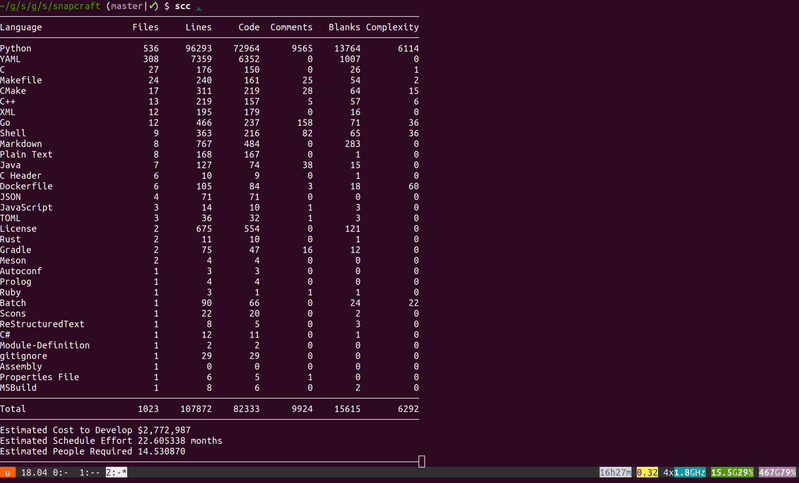 ~/g/s/g/s/snapcraft (master|✔) $ scc .
Language Files Lines Code Comments Blanks Complexity
Python 536 96293 72964 9565 13764 6114
YAML 308 7359 6352 0 1007 0
C 27 176 150 0 26 1
Makefile 24 240 161 25 54 2
CMake 17 311 219 28 64 15
C++ 13 219 157 5 57 6
XML 12 195 179 0 16 0
Go 12 466 237 158 71 36
Shell 9 363 216 82 65 36
Markdown 8 767 484 0 283 0
Plain Text 8 168 167 0 1 0
Java 7 127 74 38 15 0
C Header 6 10 9 0 1 0
Dockerfile 6 105 84 3 18 60
JSON 4 71 71 0 0 0
JavaScript 3 14 10 1 3 0
TOML 3 36 32 1 3 0
License 2 675 554 0 121 0
Rust 2 11 10 0 1 0
Gradle 2 75 47 16 12 0
Meson 2 4 4 0 0 0
Autoconf 1 3 3 0 0 0
Prolog 1 4 4 0 0 0
Ruby 1 3 1 1 1 0
Batch 1 90 66 0 24 22
Scons 1 22 20 0 2 0
ReStructuredText 1 8 5 0 3 0
C# 1 12 11 0 1 0
Module-Definition 1 2 2 0 0 0
gitignore 1 29 29 0 0 0
Assembly 1 0 0 0 0 0
Properties File 1 6 5 1 0 0
MSBuild 1 8 6 0 2 0
Total 1023 107872 82333 9924 15615 6292
Estimated Cost to Develop $2,772,987
Estimated Schedule Effort 22.605338 months
Estimated People Required 14.530870
u 18.04 0:- 1:-- 2:-* 16h27m 0.32 4x1.8GHz 15.5G29% 467G79%